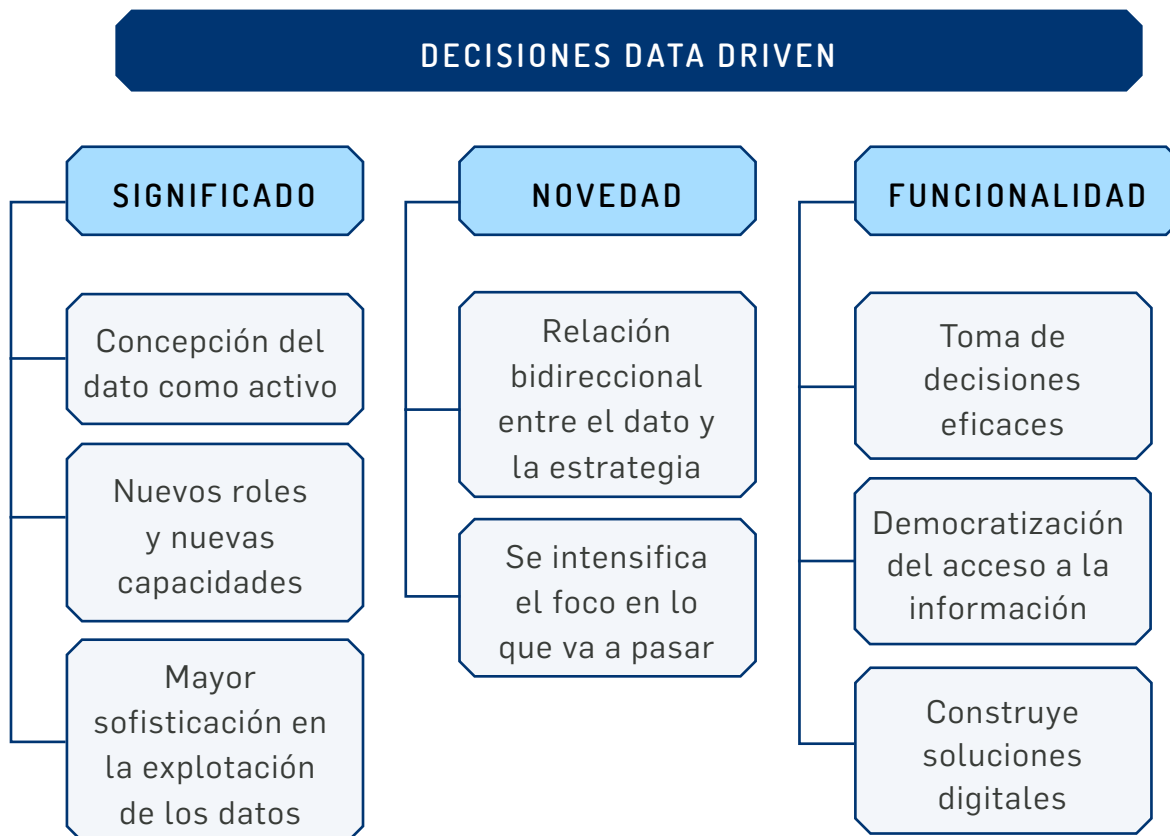 DECISIONES DATA DRIVEN
SIGNIFICADO
Concepción del
dato como activo
Nuevos roles
y nuevas
capacidades
Mayor
sofisticación en
la explotación
de los datos
NOVEDAD
Relación
bidireccional
entre el dato y
la estrategia
Se intensifica
el foco en lo
que va a pasar
FUNCIONALIDAD
Toma de
decisiones
eficaces
Democratización
del acceso a la
información
Construye
soluciones
digitales